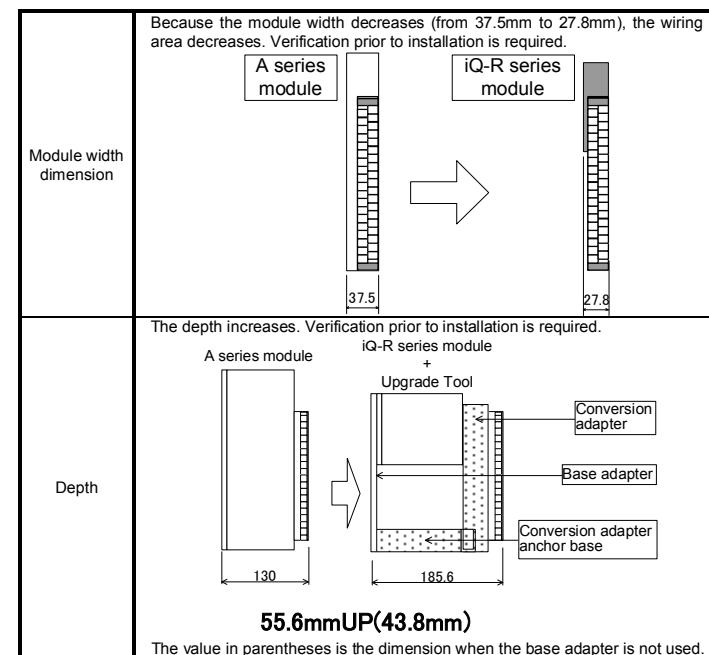 Because the module width decreases (from 37.5mm to 27.8mm), the wiring
area decreases. Verification prior to installation is required.
A series
module
iQ-R series
module
Module width
dimension
37.5
27.8
The depth increases. Verification prior to installation is required.
A series module
iQ-R series module
+
Upgrade Tool
Conversion
adapter
Base adapter
Depth
Conversion adapter
anchor base
130
185.6
55.6mmUP(43.8mm)
The value in parentheses is the dimension when the base adapter is not used.